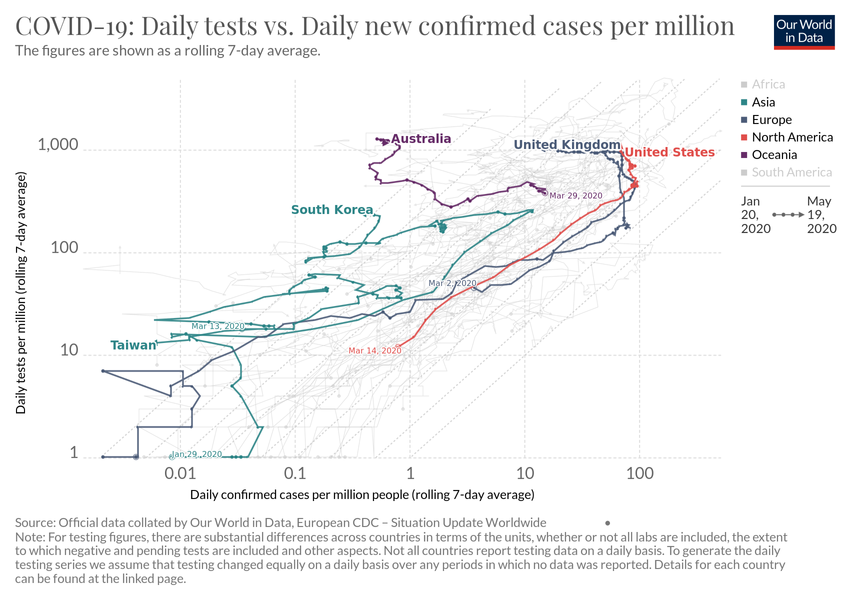 COVID-19: Daily tests vs. Daily new confirmed cases per million
The figures are shown as a rolling 7-day average.
Our World
in Data
Africa
Asia
Europe
North America
Oceania
South America
Jan
20,
2020
May
19,
2020
Daily tests per million (rolling 7-day average)
1,000
100
10
1
Australia
United Kingdom
United States
Mar 29, 2020
South Korea
Mar 2, 2020
Mar 13, 2020
Taiwan
Mar 14, 2020
Jan 29, 2020
0.01
0.1
1
10
100
Daily confirmed cases per million people (rolling 7-day average)
Source: Official data collated by Our World in Data, European CDC – Situation Update Worldwide
Note: For testing figures, there are substantial differences across countries in terms of the units, whether or not all labs are included, the extent
to which negative and pending tests are included and other aspects. Not all countries report testing data on a daily basis. To generate the daily
testing series we assume that testing changed equally on a daily basis over any periods in which no data was reported. Details for each country
can be found at the linked page.